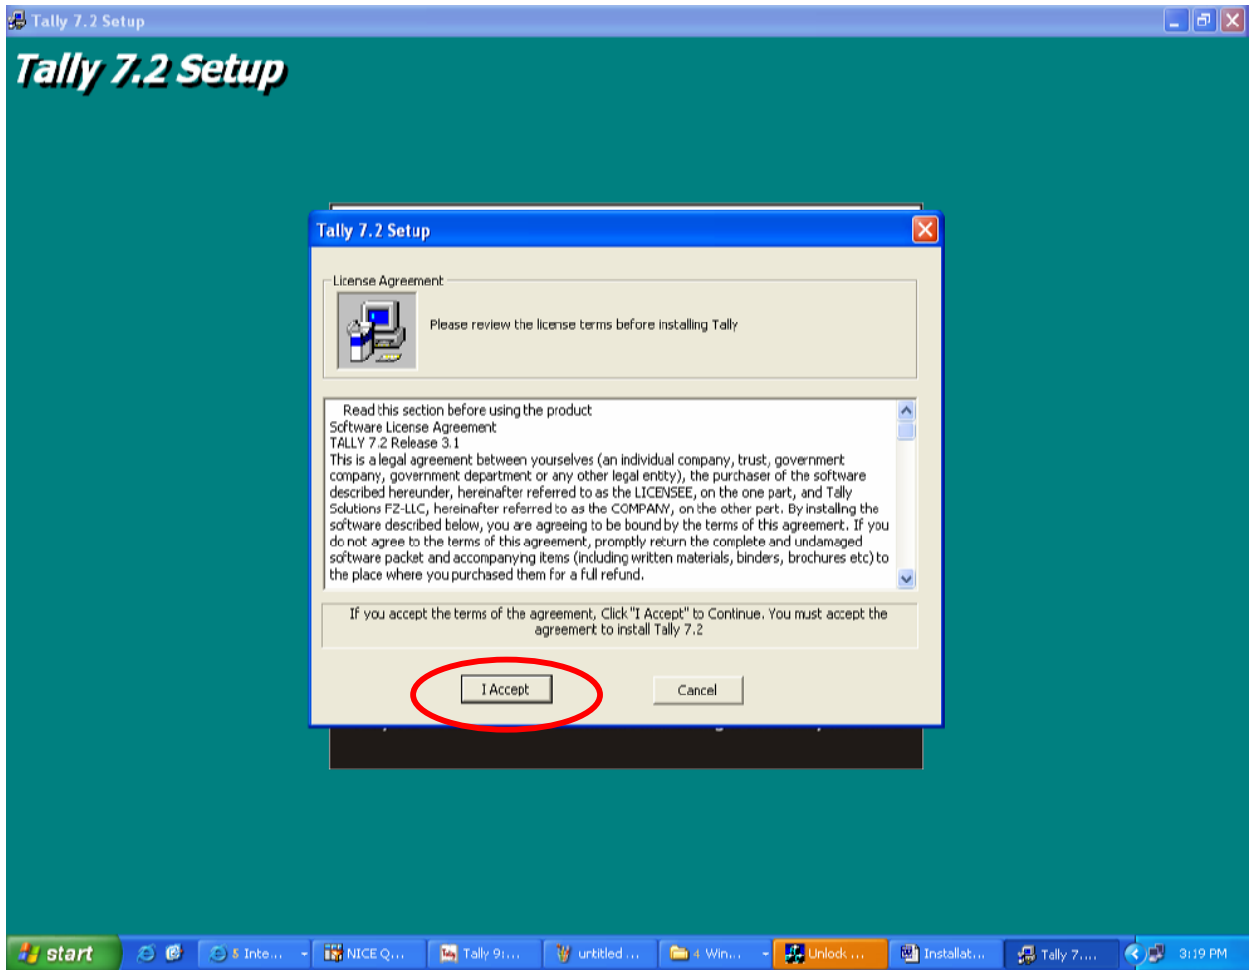 Tally 7.2 Setup
Tally 7.2 Setup
Tally 7.2 Setup
License Agreement
Please review the license terms before installing Tally
Read this section before using the product
Software License Agreement
TALLY 7.2 Release 3.1
This is a legal agreement between yourselves (an individual company, trust, government
company, government department or any other legal entity), the purchaser of the software
described hereunder, hereinafter referred to as the LICENSEE, on the one part, and Tally
Solutions FZ-LLC, hereinafter referred to as the COMPANY, on the other part. By installing the
software described below, you are agreeing to be bound by the terms of this agreement. If you
do not agree to the terms of this agreement, promptly return the complete and undamaged
software packet and accompanying items (including written materials, binders, brochures etc) to
the place where you purchased them for a full refund.
If you accept the terms of the agreement, Click "I Accept" to Continue. You must accept the
agreement to install Tally 7.2
I Accept
Cancel
start
5 Inte...
NICE Q...
Tally 9:...
untitled ...
4 Win...
Unlock ...
Installat...
Tally 7....
3:19 PM